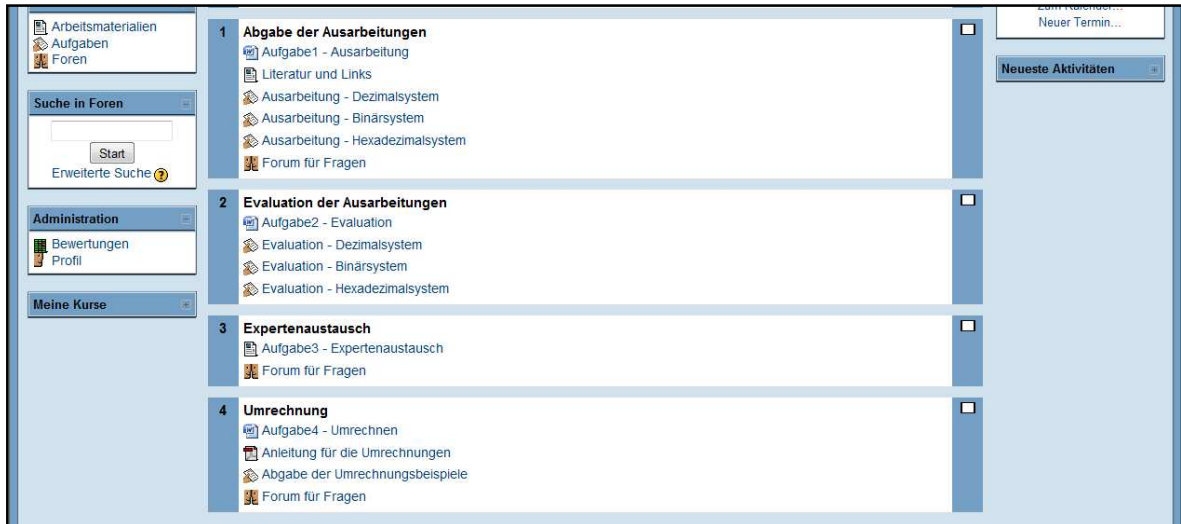 Arbeitsmaterialien
Aufgaben
Foren
Suche in Foren
Start
Erweiterte Suche
Administration
Bewertungen
Profil
Meine Kurse
1 Abgabe der Ausarbeitungen
Aufgabe1 - Ausarbeitung
Literatur und Links
Ausarbeitung - Dezimalsystem
Ausarbeitung - Binärsystem
Ausarbeitung - Hexadezimalsystem
Forum für Fragen
2 Evaluation der Ausarbeitungen
Aufgabe2 - Evaluation
Evaluation - Dezimalsystem
Evaluation - Binärsystem
Evaluation - Hexadezimalsystem
3 Expertenaustausch
Aufgabe3 - Expertenaustausch
Forum für Fragen
4 Umrechnung
Aufgabe4 - Umrechnen
Anleitung für die Umrechnungen
Abgabe der Umrechnungsbeispiele
Forum für Fragen
Zum Kalender...
Neuer Termin...
Neueste Aktivitäten